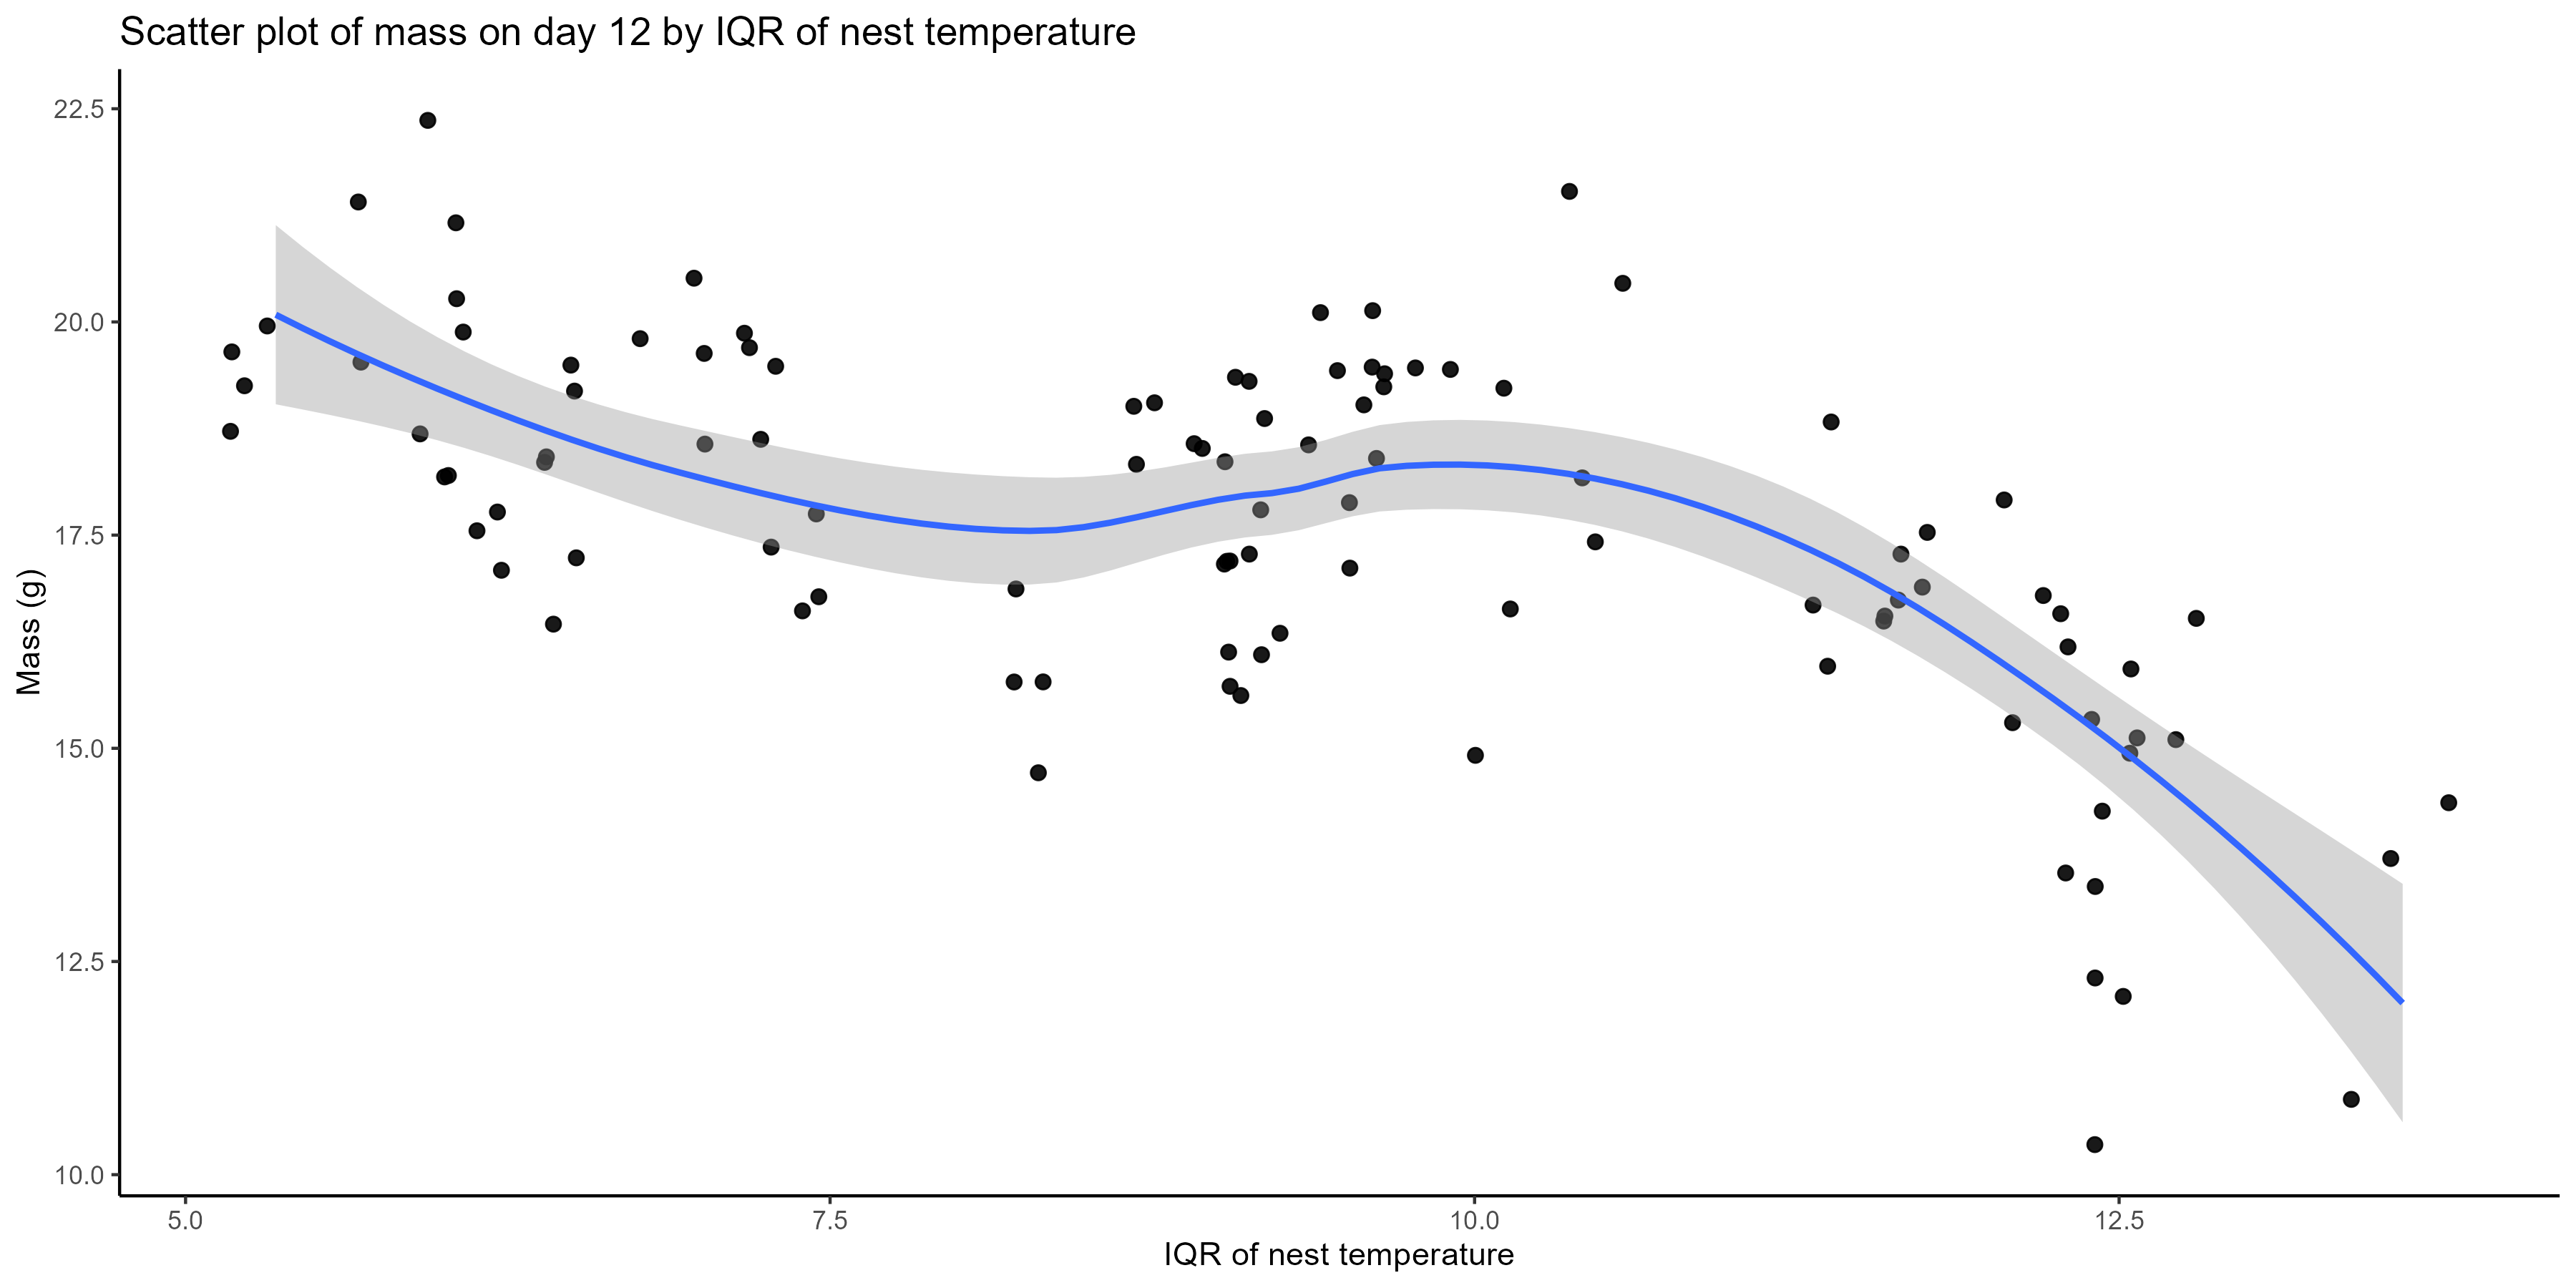 Scatter plot of mass on day 12 by IQR of nest temperature
22.5
20.0
17.5
15.0
12.5
10.0
Mass (g)
5.0 7.5 10.0 12.5
IQR of nest temperature